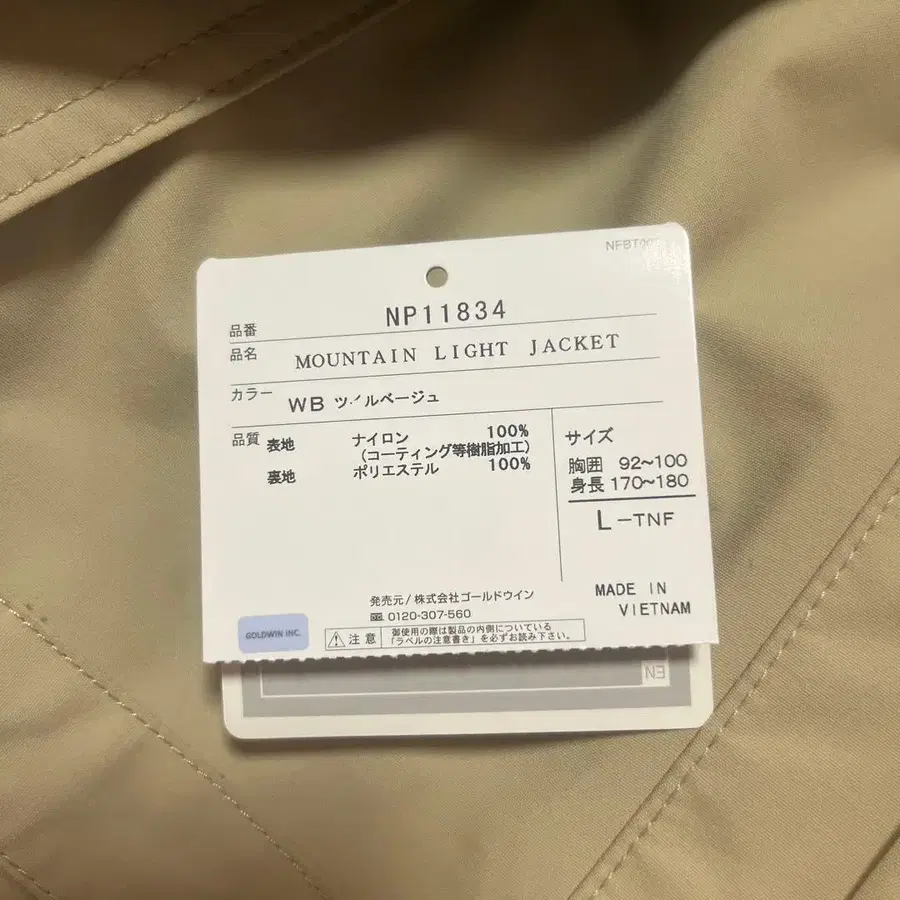 NFBT
品番 NP11834
品名 MOUNTAIN LIGHT JACKET
カラー WB ツイルベージュ
品質 表地 ナイロン 100%
（コーティング等樹脂加工）
裏地 ポリエステル 100%
サイズ
胸囲 92~100
身長 170~180
L-TNF
MADE IN
VIETNAM
発売元/株式会社ゴールドウイン
0120-307-560
GOLDWIN INC.
注意 御使用の際は製品の内側についている
「ラベルの注意書き」を必ずお読み下さい。
EN